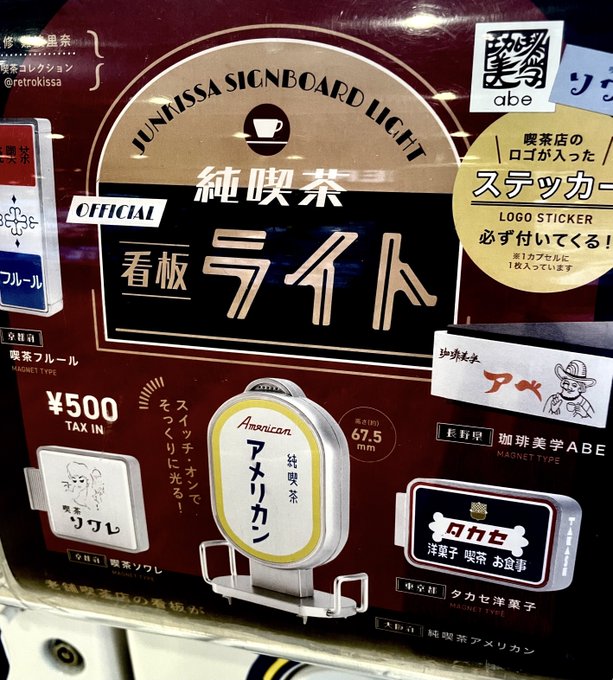 里奈
喫茶コレクション
@retrokissa
JUNKISSA SIGNBOARD LIGHT
純喫茶
OFFICIAL
看板
ライト
abe
喫茶店の
ロゴが入った
ステッカー
LOGO STICKER
必ず付いてくる!
※1カプセルに
1枚入っています
喫茶
フルール
京都府
喫茶フルール
MAGNET TYPE
¥500
TAX IN
スイッチ・オンで
そっくりに光る!
高さ(約)
67.5
mm
American
純喫茶
アメリカン
珈琲美学
アベ
長野県
珈琲美学ABE
MAGNET TYPE
喫茶
ソワレ
京都府
喫茶ソワレ
MAGNET TYPE
タカセ
洋菓子 喫茶 お食事
TAKASE
東京都
タカセ洋菓子
MAGNET TYPE
大阪府
純喫茶アメリカン
老舗喫茶店の看板が